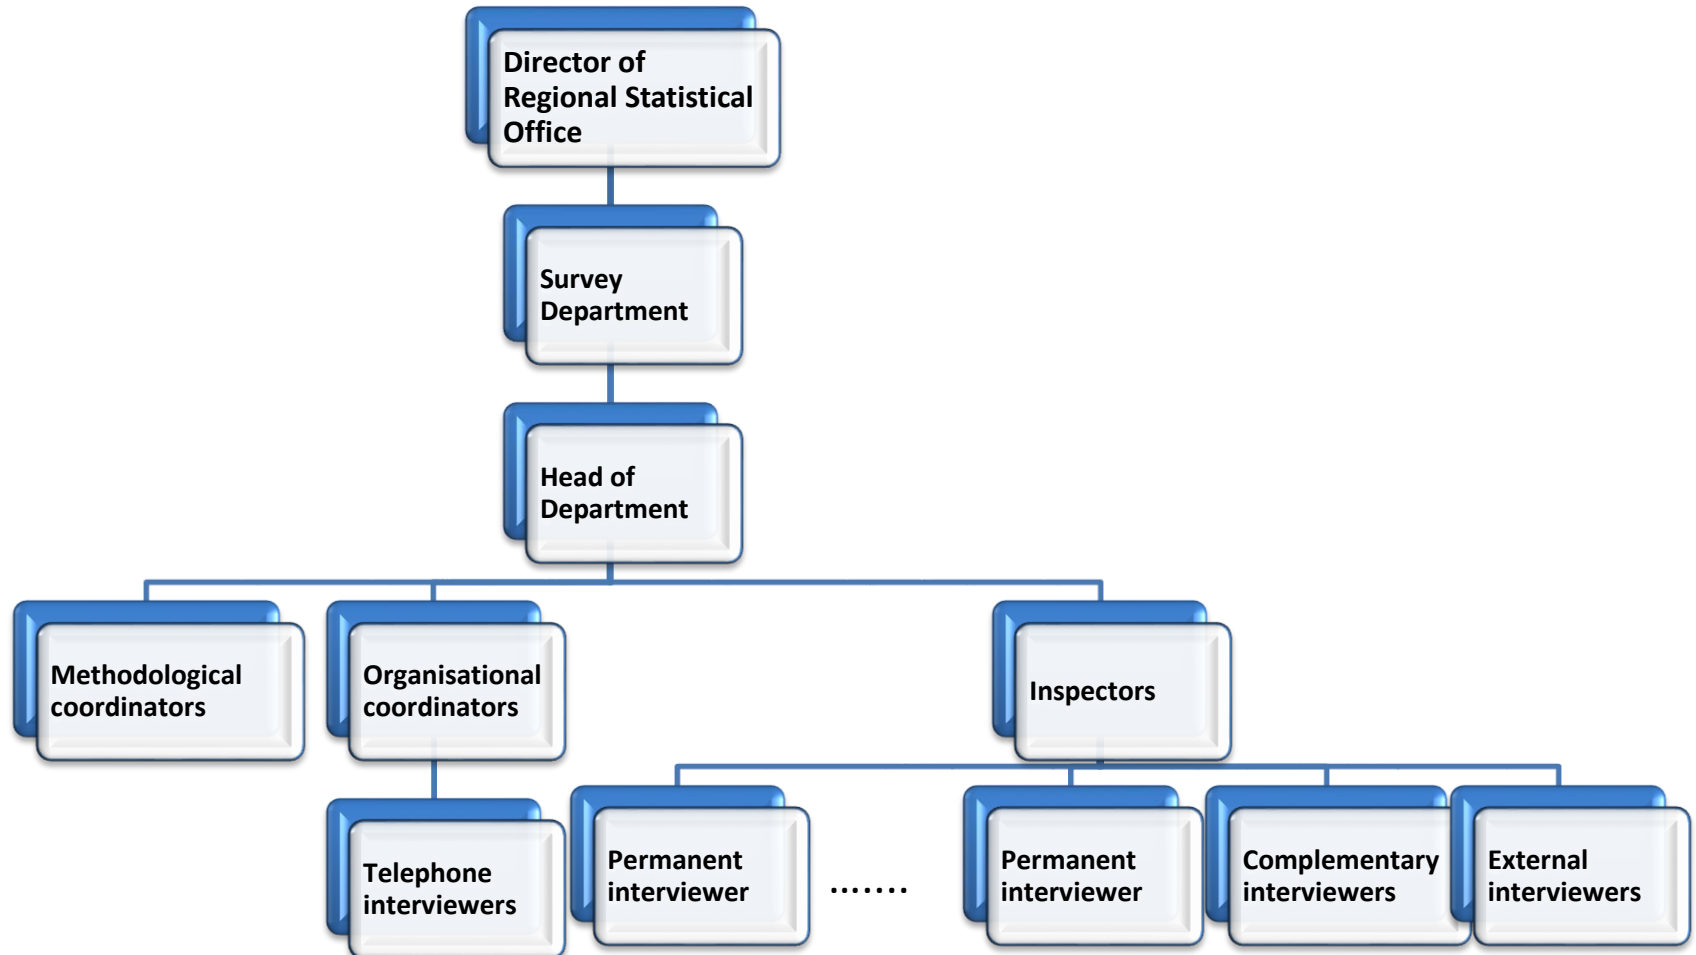 Director of
Regional Statistical
Office
Survey
Department
Head of
Department
Methodological
coordinators
Organisational
coordinators
Inspectors
Telephone
interviewers
Permanent
interviewer
.......
Permanent
interviewer
Complementary
interviewers
External
interviewers